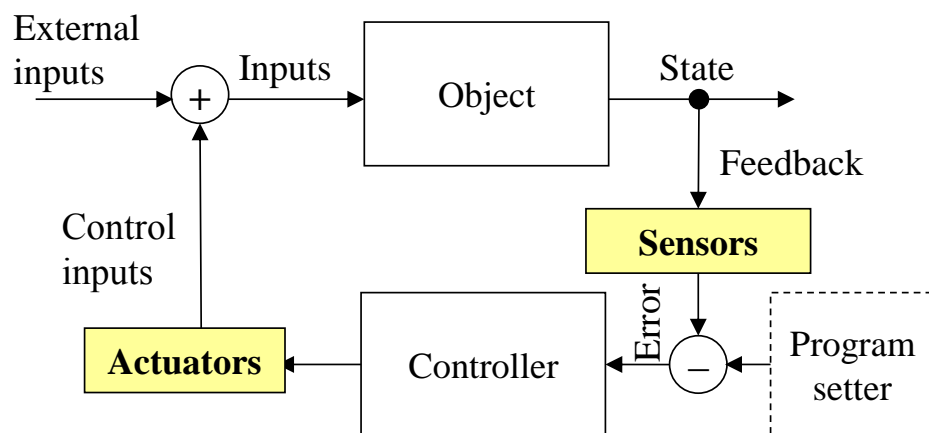 External
inputs
+
Inputs
Object
State
Feedback
Sensors
Control
inputs
Error
Actuators
Controller
−
Program
setter